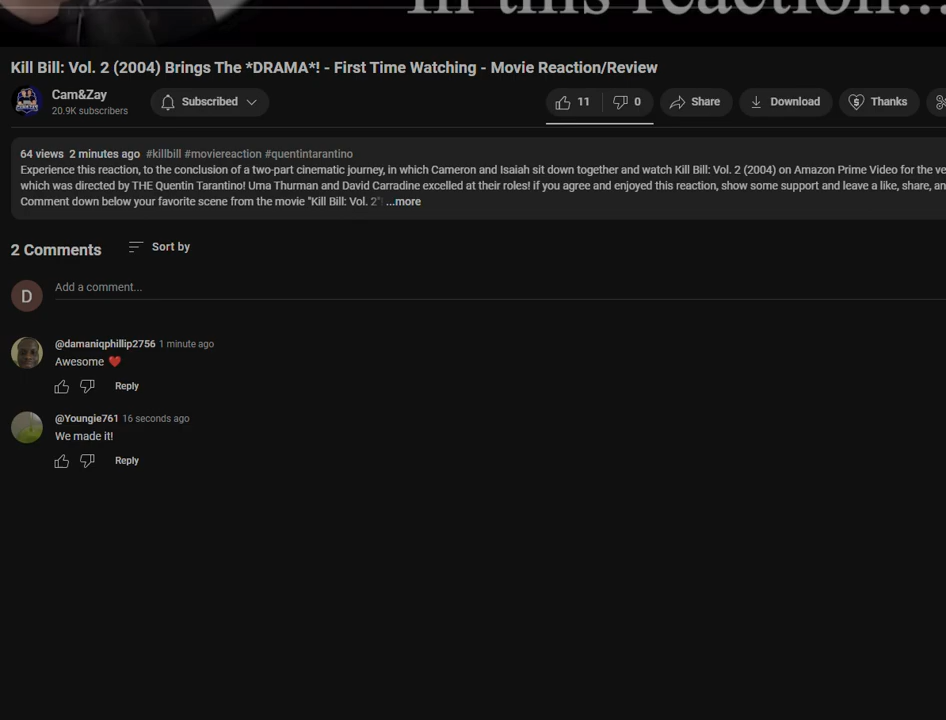 In this reaction...
Kill Bill: Vol. 2 (2004) Brings The *DRAMA*! - First Time Watching - Movie Reaction/Review
Cam&Zay
20.9K subscribers
Subscribed
11
0
Share
Download
Thanks
64 views 2 minutes ago #killbill #moviereaction #quentintarantino
Experience this reaction, to the conclusion of a two-part cinematic journey, in which Cameron and Isaiah sit down together and watch Kill Bill: Vol. 2 (2004) on Amazon Prime Video for the ve
which was directed by THE Quentin Tarantino! Uma Thurman and David Carradine excelled at their roles! if you agree and enjoyed this reaction, show some support and leave a like, share, an
Comment down below your favorite scene from the movie "Kill Bill: Vol. 2" ...more
2 Comments
Sort by
D
Add a comment...
@damaniqphillip2756 1 minute ago
Awesome ❤️
Reply
@Youngie761 16 seconds ago
We made it!
Reply